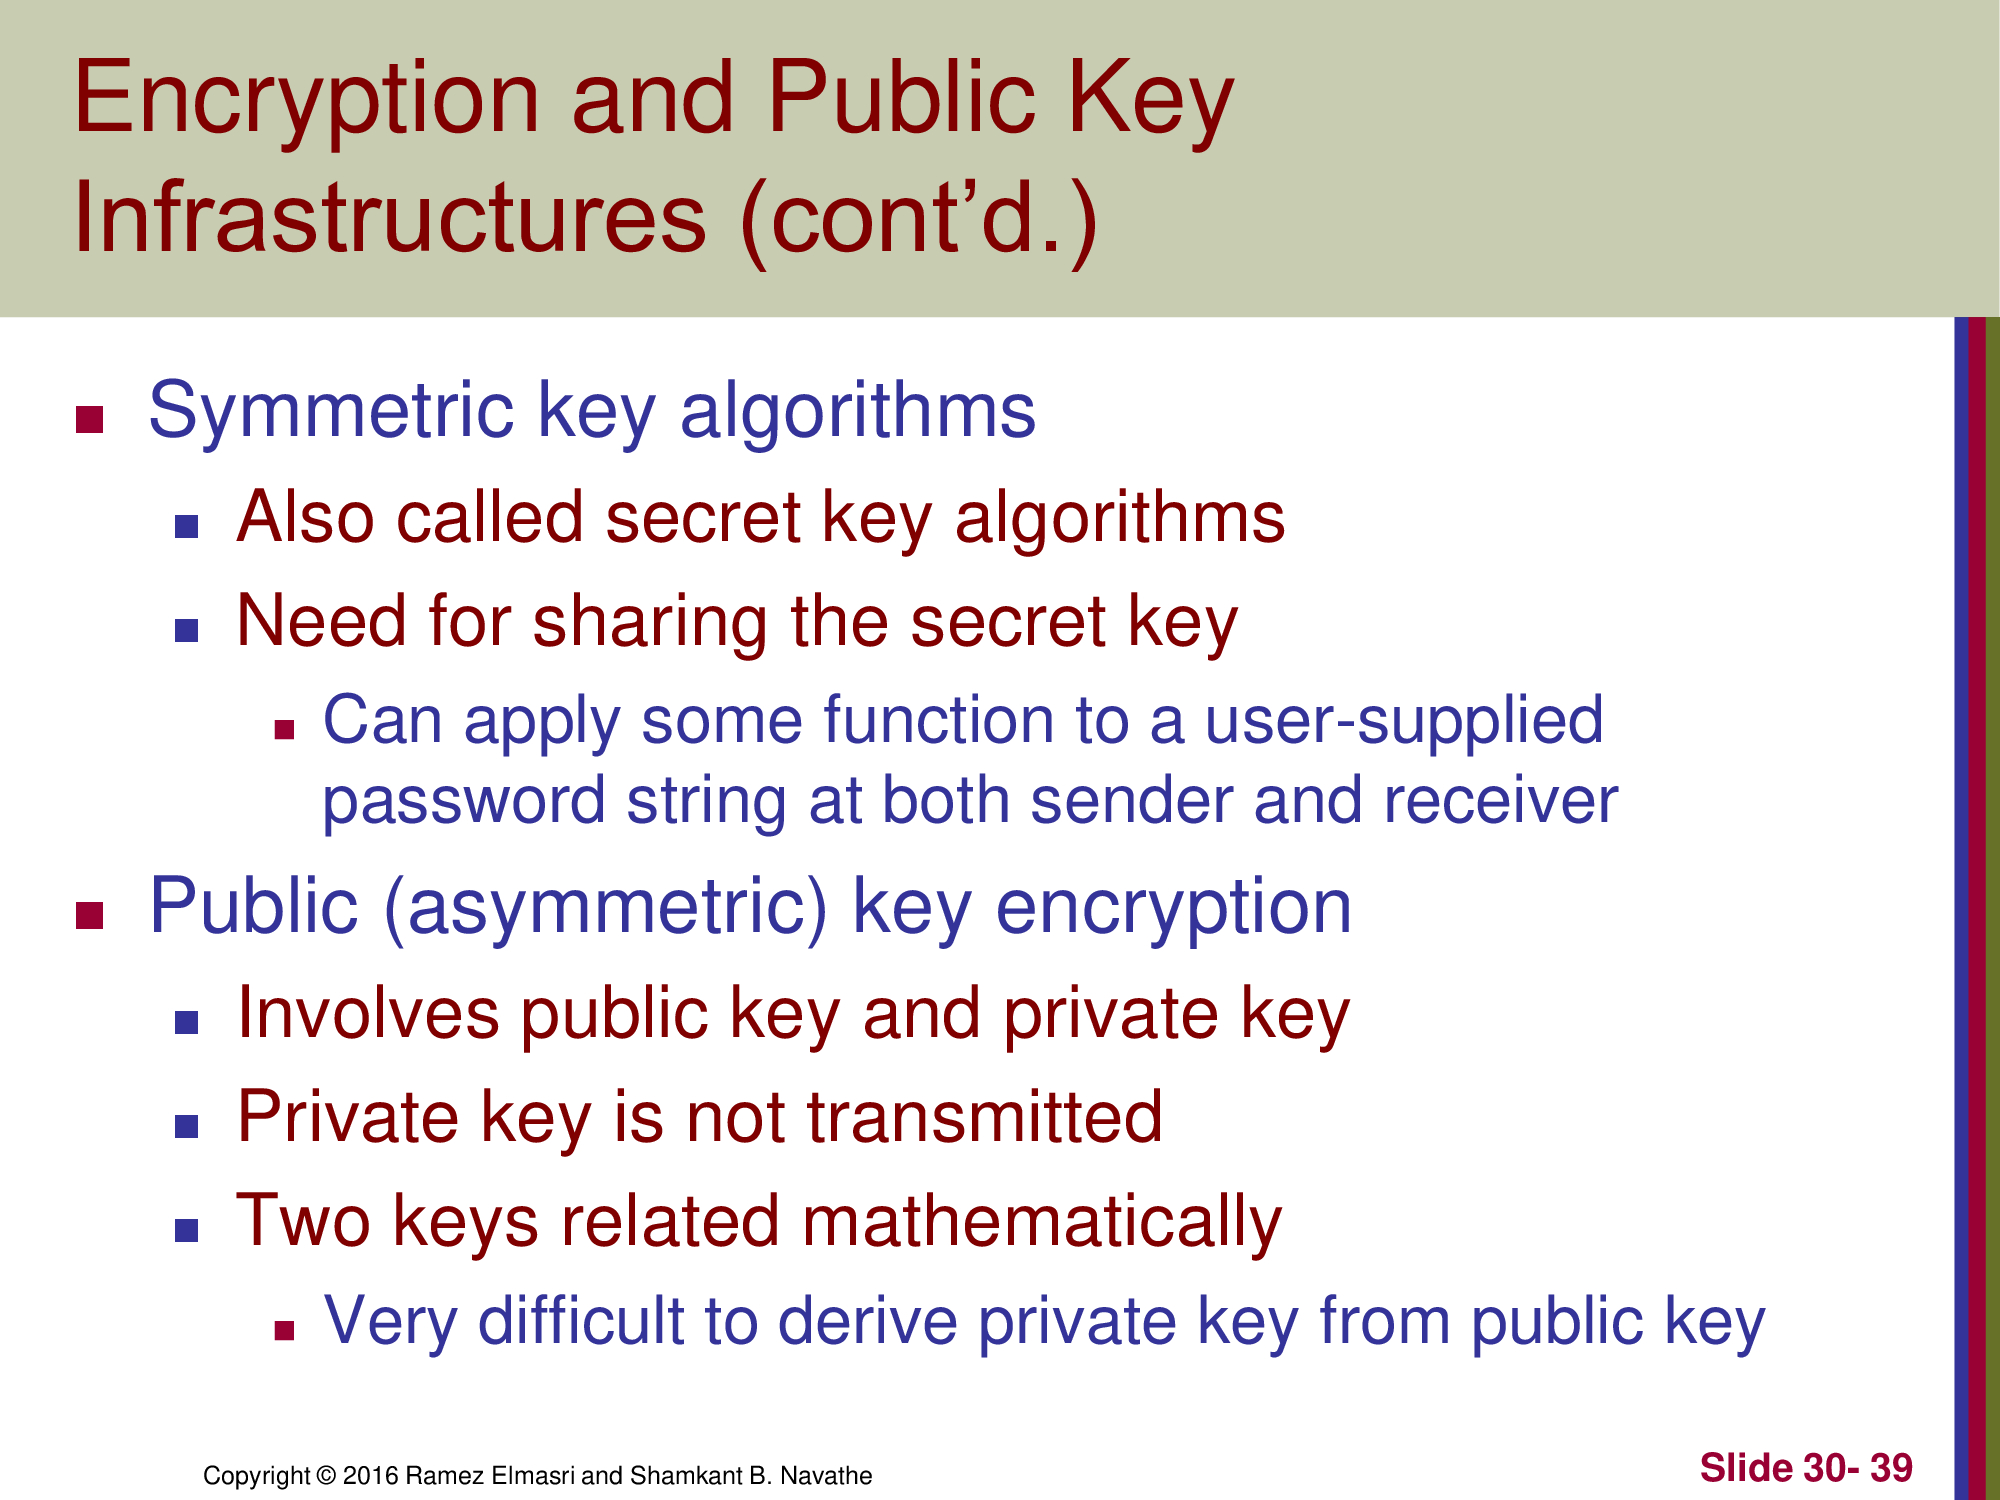 Encryption and Public Key
Infrastructures (cont’d.)
Symmetric key algorithms
Also called secret key algorithms
Need for sharing the secret key
Can apply some function to a user-supplied
password string at both sender and receiver
Public (asymmetric) key encryption
Involves public key and private key
Private key is not transmitted
Two keys related mathematically
Very difficult to derive private key from public key
Copyright © 2016 Ramez Elmasri and Shamkant B. Navathe
Slide 30- 39